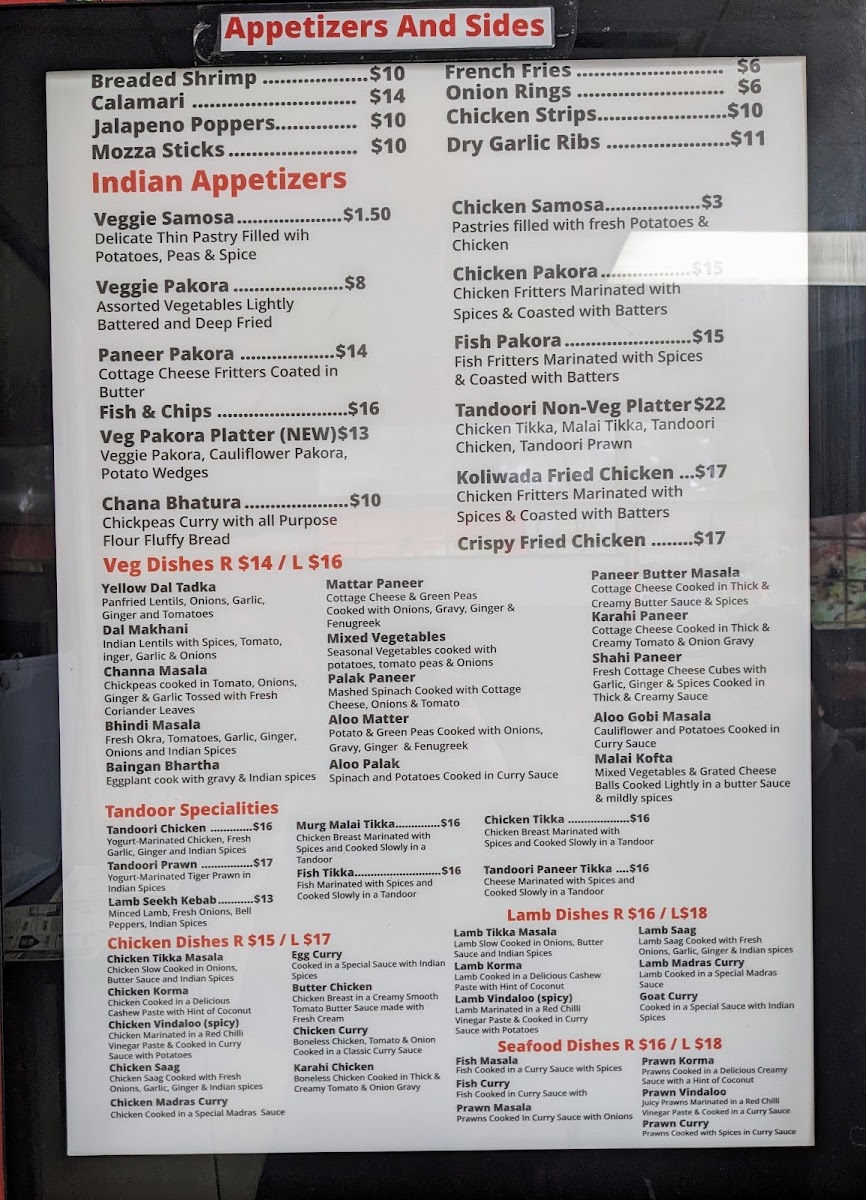 Appetizers And Sides
Breaded Shrimp ..................$10
Calamari ............................ $14
Jalapeno Poppers.............. $10
Mozza Sticks...................... $10
French Fries ......................... $6
Onion Rings ......................... $6
Chicken Strips......................$10
Dry Garlic Ribs .....................$11
Indian Appetizers
Veggie Samosa.....................$1.50
Delicate Thin Pastry Filled wih
Potatoes, Peas & Spice
Veggie Pakora ......................$8
Assorted Vegetables Lightly
Battered and Deep Fried
Paneer Pakora ...................$14
Cottage Cheese Fritters Coated in
Butter
Fish & Chips ..........................$16
Veg Pakora Platter (NEW)$13
Veggie Pakora, Cauliflower Pakora,
Potato Wedges
Chana Bhatura.....................$10
Chickpeas Curry with all Purpose
Flour Fluffy Bread
Chicken Samosa...................$3
Pastries filled with fresh Potatoes &
Chicken
Chicken Pakora..................$15
Chicken Fritters Marinated with
Spices & Coasted with Batters
Fish Pakora.........................$15
Fish Fritters Marinated with Spices
& Coasted with Batters
Tandoori Non-Veg Platter$22
Chicken Tikka, Malai Tikka, Tandoori
Chicken, Tandoori Prawn
Koliwada Fried Chicken ...$17
Chicken Fritters Marinated with
Spices & Coasted with Batters
Crispy Fried Chicken ........$17
Veg Dishes R $14 / L $16
Yellow Dal Tadka
Panfried Lentils, Onions, Garlic,
Ginger and Tomatoes
Dal Makhani
Indian Lentils with Spices, Tomato,
inger, Garlic & Onions
Channa Masala
Chickpeas cooked in Tomato, Onions,
Ginger & Garlic Tossed with Fresh
Coriander Leaves
Bhindi Masala
Fresh Okra, Tomatoes, Garlic, Ginger,
Onions and Indian Spices
Baingan Bhartha
Eggplant cook with gravy & Indian spices
Mattar Paneer
Cottage Cheese & Green Peas
Cooked with Onions, Gravy, Ginger &
Fenugreek
Mixed Vegetables
Seasonal Vegetables cooked with
potatoes, tomato peas & Onions
Palak Paneer
Mashed Spinach Cooked with Cottage
Cheese, Onions & Tomato
Aloo Matter
Potato & Green Peas Cooked with Onions,
Gravy, Ginger & Fenugreek
Aloo Palak
Spinach and Potatoes Cooked in Curry Sauce
Paneer Butter Masala
Cottage Cheese Cooked in Thick &
Creamy Butter Sauce & Spices
Karahi Paneer
Cottage Cheese Cooked in Thick &
Creamy Tomato & Onion Gravy
Shahi Paneer
Fresh Cottage Cheese Cubes with
Garlic, Ginger & Spices Cooked in
Thick & Creamy Sauce
Aloo Gobi Masala
Cauliflower and Potatoes Cooked in
Curry Sauce
Malai Kofta
Mixed Vegetables & Grated Cheese
Balls Cooked Lightly in a butter Sauce
& mildly spices
Tandoor Specialities
Tandoori Chicken .............$16
Yogurt-Marinated Chicken, Fresh
Garlic, Ginger and Indian Spices
Tandoori Prawn ................$17
Yogurt-Marinated Tiger Prawn in
Indian Spices
Lamb Seekh Kebab...........$13
Minced Lamb, Fresh Onions, Bell
Peppers, Indian Spices
Murg Malai Tikka..............$16
Chicken Breast Marinated with
Spices and Cooked Slowly in a
Tandoor
Fish Tikka...........................$16
Fish Marinated with Spices and
Cooked Slowly in a Tandoor
Chicken Tikka ...................$16
Chicken Breast Marinated with
Spices and Cooked Slowly in a Tandoor
Tandoori Paneer Tikka ....$16
Cheese Marinated with Spices and
Cooked Slowly in a Tandoor
Chicken Dishes R $15 / L $17
Chicken Tikka Masala
Chicken Slow Cooked in Onions,
Butter Sauce and Indian Spices
Chicken Korma
Chicken Cooked in a Delicious
Cashew Paste with Hint of Coconut
Chicken Vindaloo (spicy)
Chicken Marinated in a Red Chilli
Vinegar Paste & Cooked in Curry
Sauce with Potatoes
Chicken Saag
Chicken Saag Cooked with Fresh
Onions, Garlic, Ginger & Indian spices
Chicken Madras Curry
Chicken Cooked in a Special Madras Sauce
Egg Curry
Cooked in a Special Sauce with Indian
Spices
Butter Chicken
Chicken Breast in a Creamy Smooth
Tomato Butter Sauce made with
Fresh Cream
Chicken Curry
Boneless Chicken, Tomato & Onion
Cooked in a Classic Curry Sauce
Karahi Chicken
Boneless Chicken Cooked in Thick &
Creamy Tomato & Onion Gravy
Lamb Dishes R $16 / L$18
Lamb Tikka Masala
Lamb Slow Cooked in Onions, Butter
Sauce and Indian Spices
Lamb Korma
Lamb Cooked in a Delicious Cashew
Paste with Hint of Coconut
Lamb Vindaloo (spicy)
Lamb Marinated in a Red Chilli
Vinegar Paste & Cooked in Curry
Sauce with Potatoes
Lamb Saag
Lamb Saag Cooked with Fresh
Onions, Garlic, Ginger & Indian spices
Lamb Madras Curry
Lamb Cooked in a Special Madras
Sauce
Goat Curry
Cooked in a Special Sauce with Indian
Spices
Seafood Dishes R $16 / L $18
Fish Masala
Fish Cooked in a Curry Sauce with Spices
Fish Curry
Fish Cooked in Curry Sauce with
Prawn Masala
Prawns Cooked In Curry Sauce with Onions
Prawn Korma
Prawns Cooked in a Delicious Creamy
Sauce with a Hint of Coconut
Prawn Vindaloo
Juicy Prawns Marinated in a Red Chilli
Vinegar Paste & Cooked in a Curry Sauce
Prawn Curry
Prawns Cooked with Spices in Curry Sauce